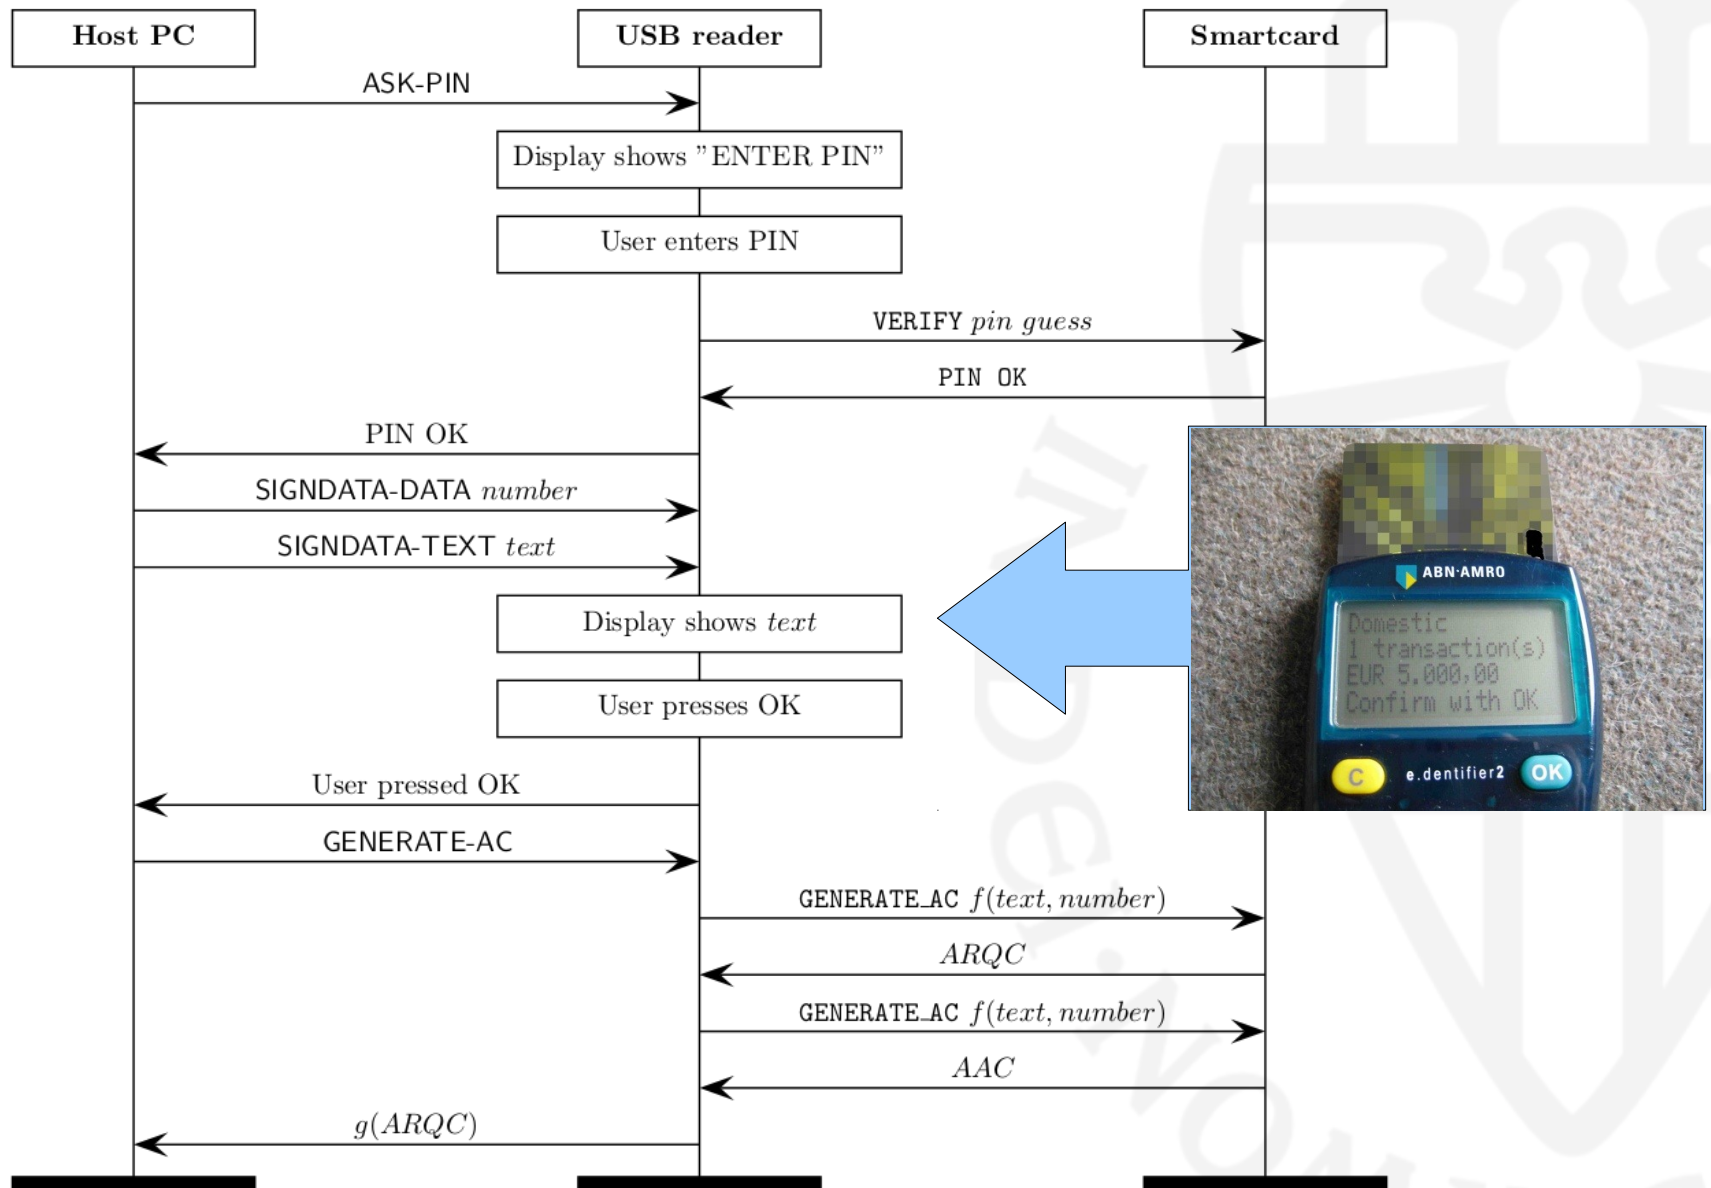 Host PC
USB reader
Smartcard
ASK-PIN
Display shows ”ENTER PIN”
User enters PIN
VERIFY pin guess
PIN OK
PIN OK
SIGNDATA-DATA number
SIGNDATA-TEXT text
Display shows text
User presses OK
User pressed OK
GENERATE-AC
GENERATE_AC f(text, number)
ARQC
GENERATE_AC f(text, number)
AAC
g(ARQC)
ABN·AMRO
Domestic
1 transaction(s)
EUR 5.000,00
Confirm with OK
C
e.dentifier2
OK